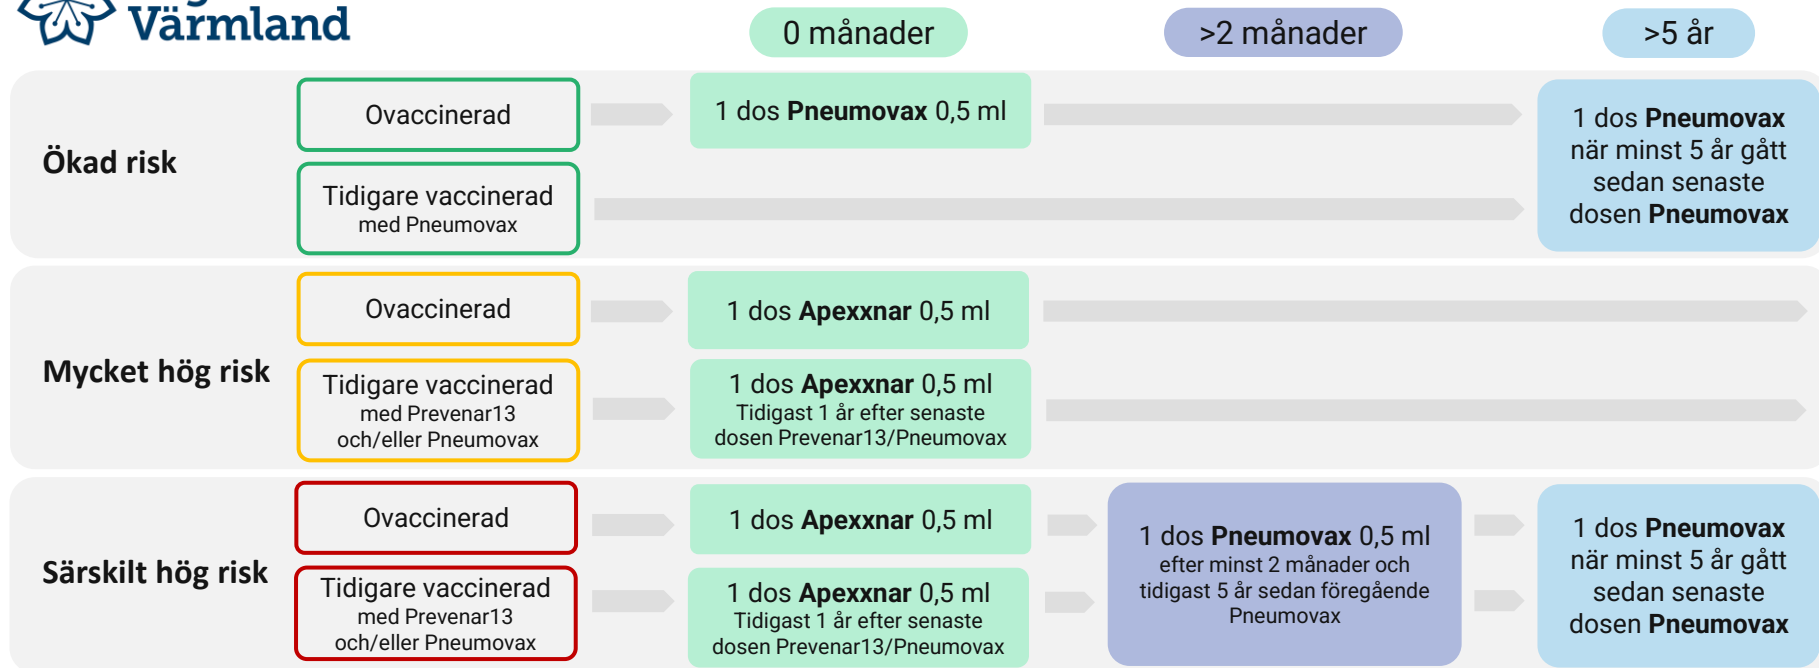 Värmland
0 månader
>2 månader
>5 år
Ökad risk
Ovaccinerad
1 dos Pneumovax 0,5 ml
Tidigare vaccinerad
med Pneumovax
1 dos Pneumovax
när minst 5 år gått
sedan senaste
dosen Pneumovax
Mycket hög risk
Ovaccinerad
1 dos Apexxnar 0,5 ml
Tidigare vaccinerad
med Prevenar13
och/eller Pneumovax
1 dos Apexxnar 0,5 ml
Tidigast 1 år efter senaste
dosen Prevenar13/Pneumovax
Särskilt hög risk
Ovaccinerad
1 dos Apexxnar 0,5 ml
Tidigare vaccinerad
med Prevenar13
och/eller Pneumovax
1 dos Apexxnar 0,5 ml
Tidigast 1 år efter senaste
dosen Prevenar13/Pneumovax
1 dos Pneumovax 0,5 ml
efter minst 2 månader och
tidigast 5 år sedan föregående
Pneumovax
1 dos Pneumovax
när minst 5 år gått
sedan senaste
dosen Pneumovax